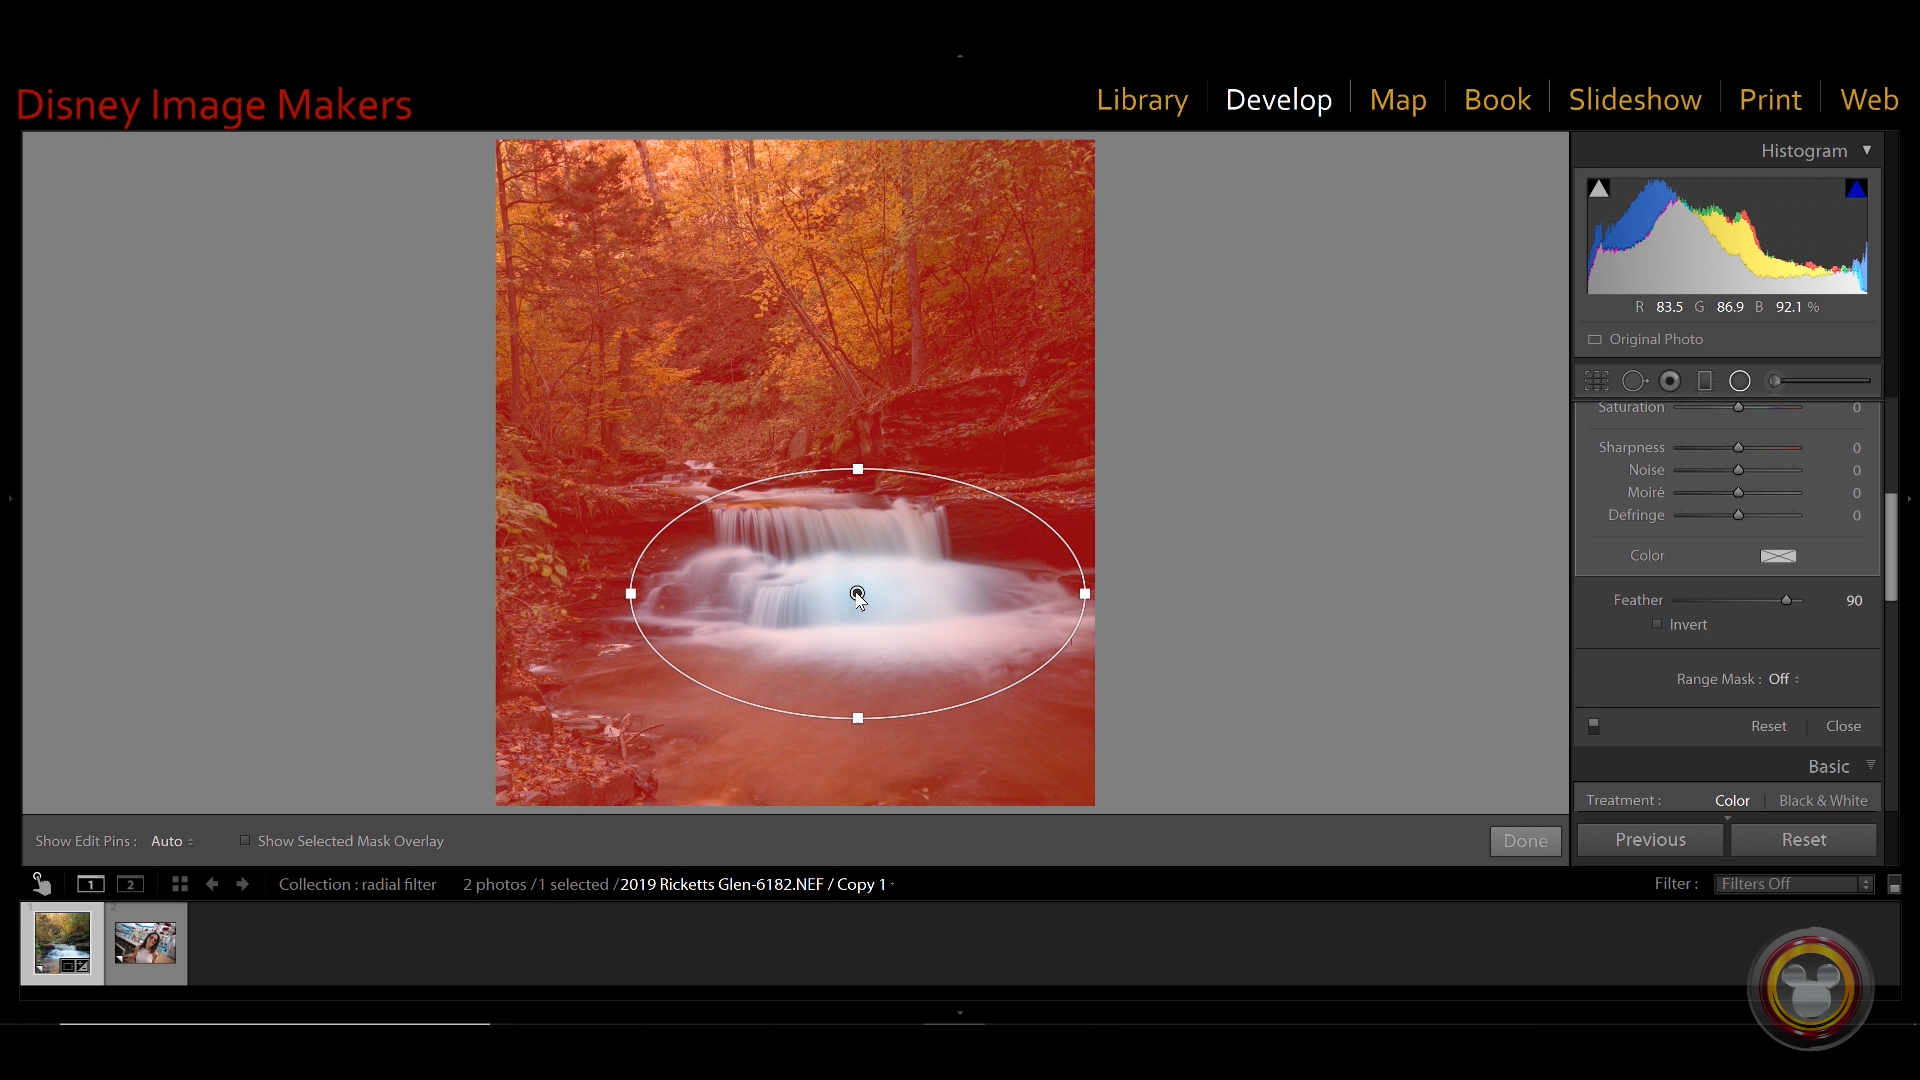 Disney Image Makers
Library Develop Map Book Slideshow Print Web
Histogram
R 83.5 G 86.9 B 92.1 %
Original Photo
Saturation 0
Sharpness 0
Noise 0
Moiré 0
Defringe 0
Color
Feather 90
Invert
Range Mask : Off
Reset Close
Basic
Treatment : Color Black & White
Show Edit Pins : Auto Show Selected Mask Overlay Done
Previous Reset
1 2 Collection : radial filter 2 photos /1 selected /2019 Ricketts Glen-6182.NEF / Copy 1
Filter : Filters Off